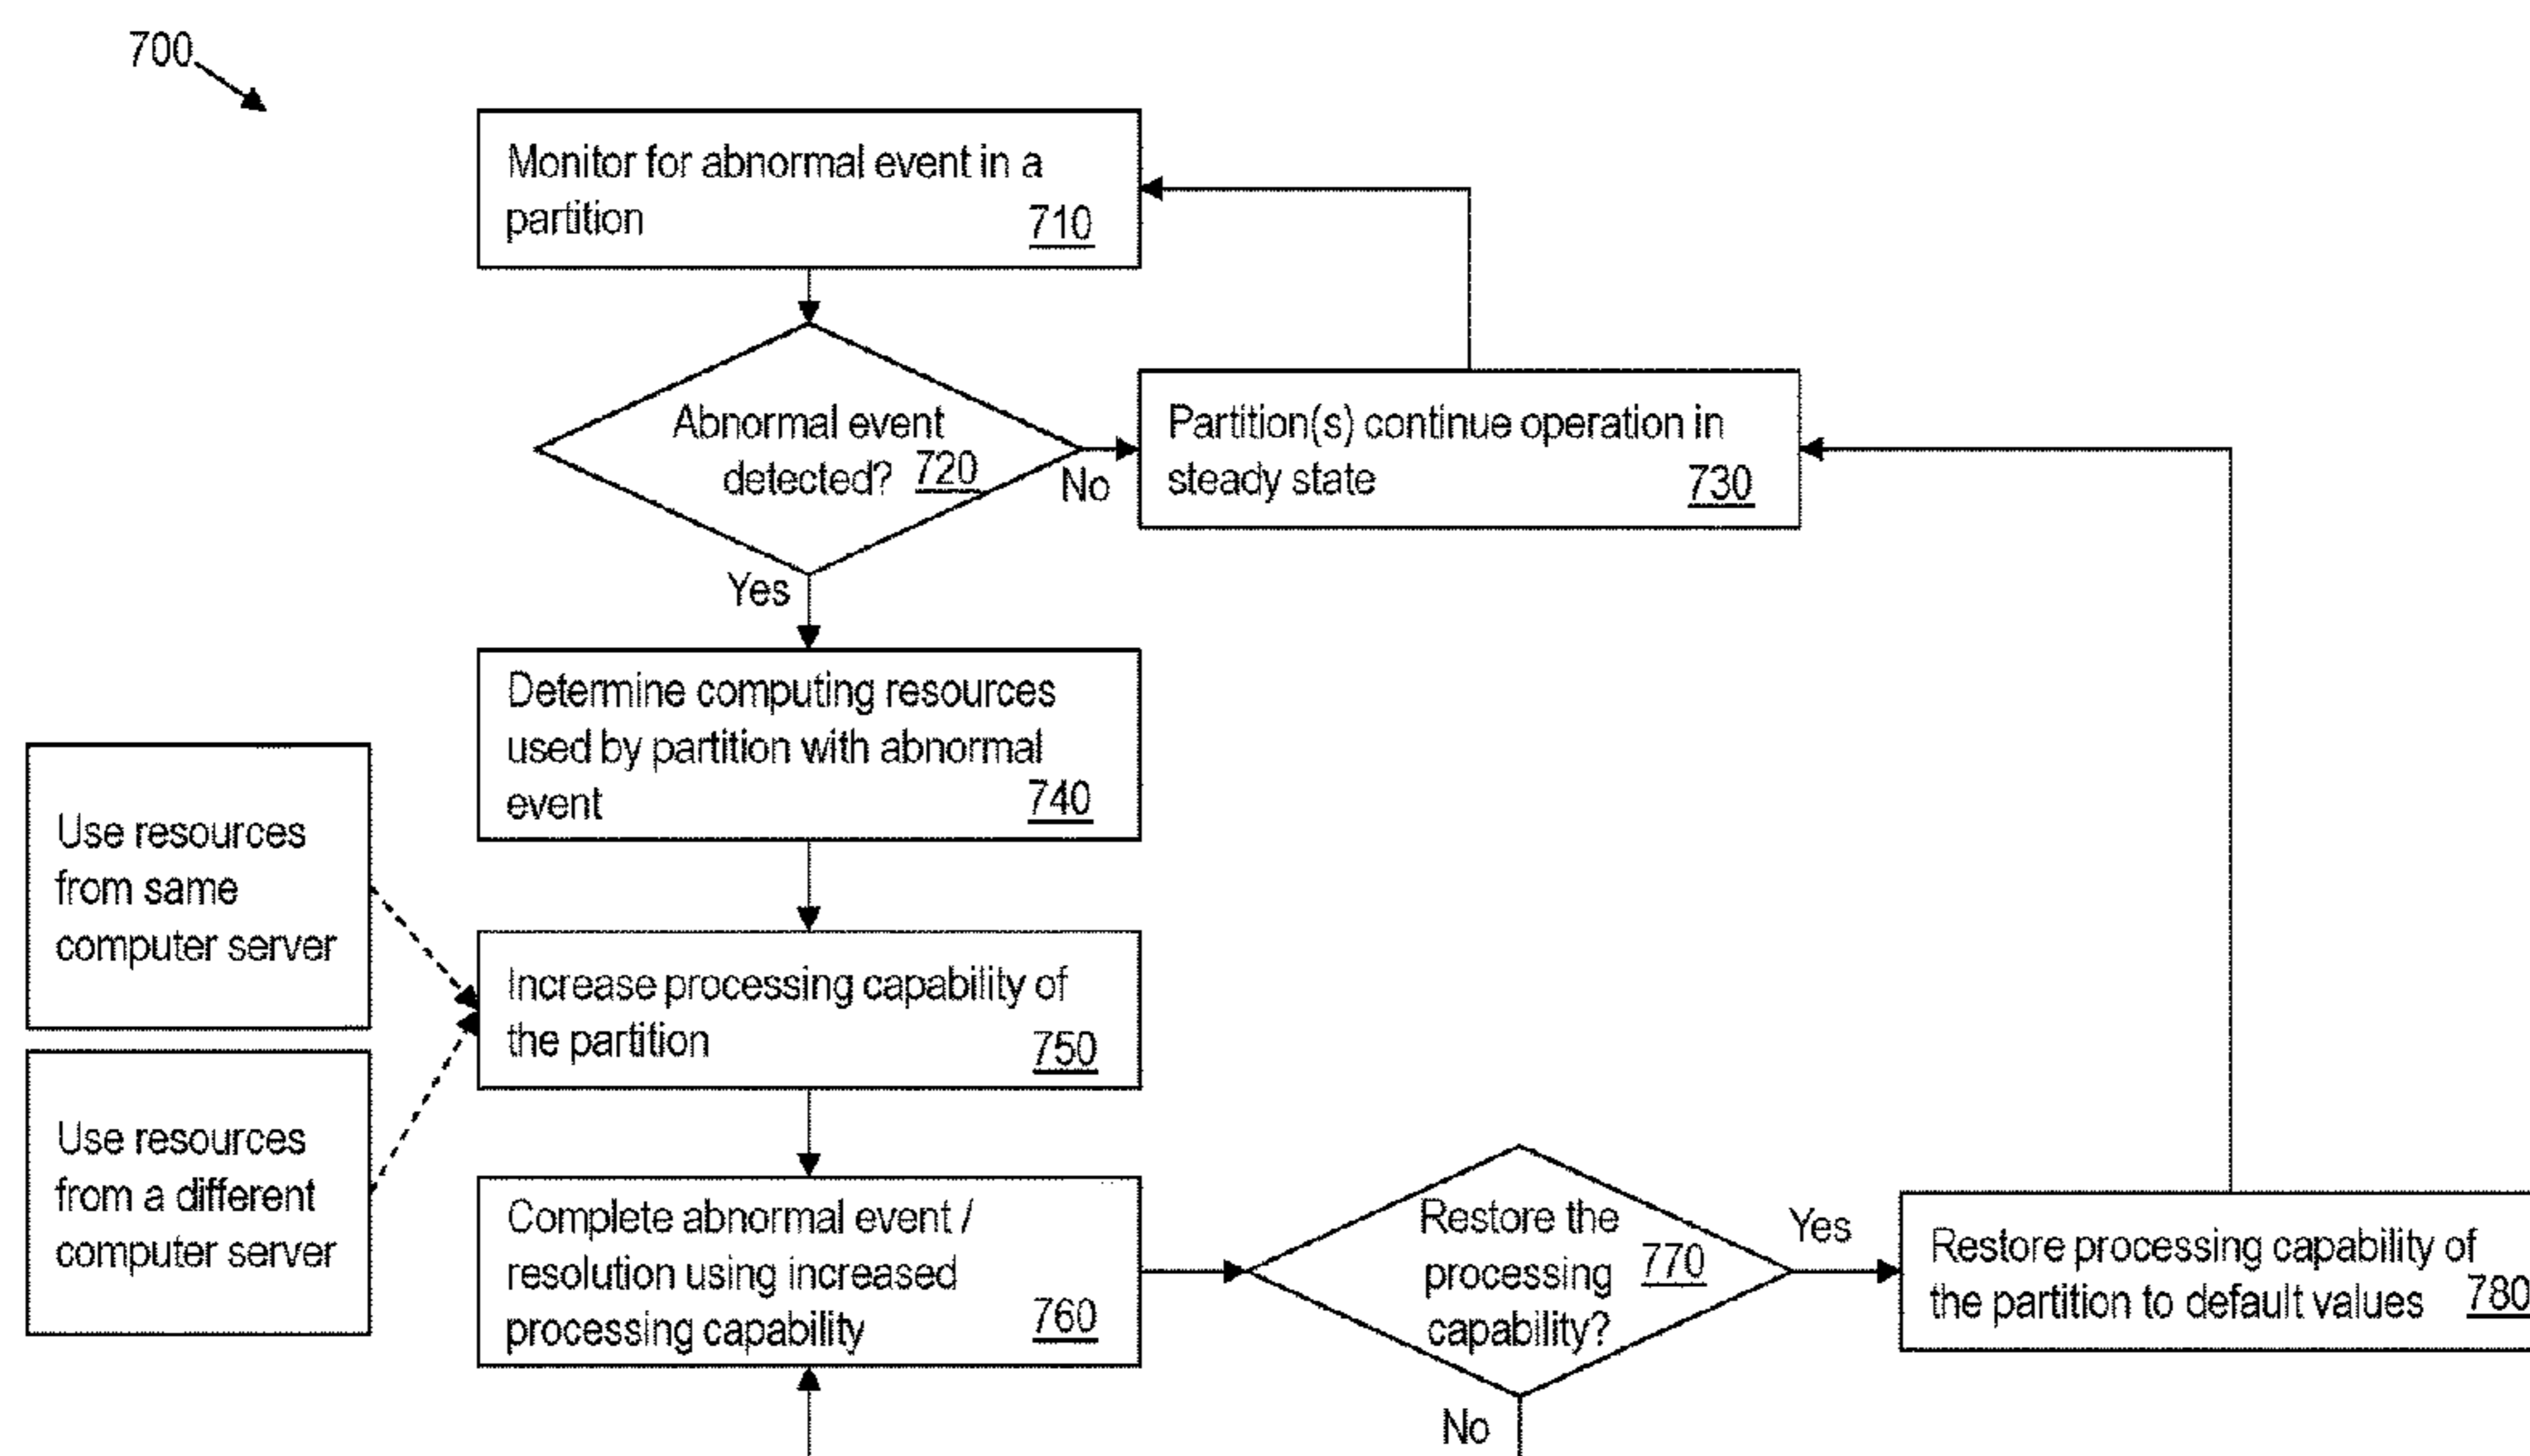 700
Monitor for abnormal event in a
partition 710
Abnormal event
detected? 720
No
Partition(s) continue operation in
steady state 730
Yes
Determine computing resources
used by partition with abnormal
event 740
Use resources
from same
computer server
Increase processing capability of
the partition 750
Use resources
from a different
computer server
Complete abnormal event /
resolution using increased
processing capability 760
Restore the
processing 770
capability?
Yes
No
Restore processing capability of
the partition to default values 780